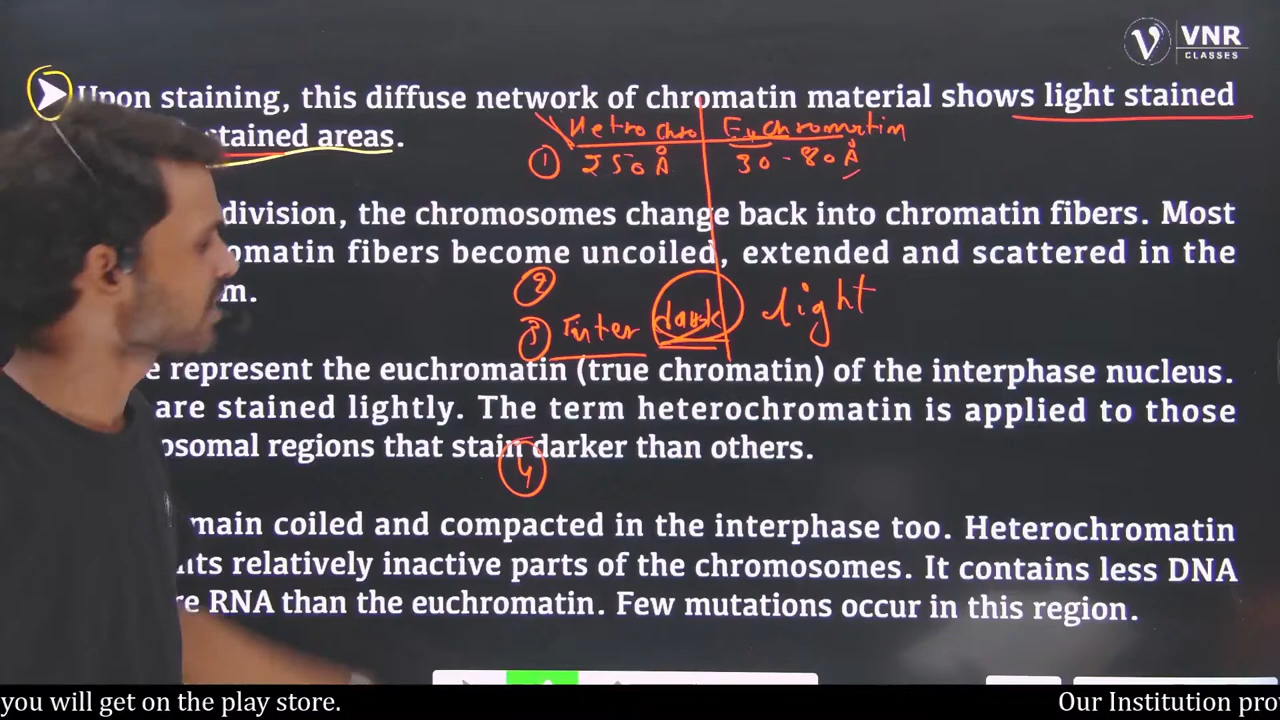 VNR
CLASSES
Upon staining, this diffuse network of chromatin material shows light stained
stained areas.
Hetrochro Euchromatin
① 250 Å 30 - 80 Å
division, the chromosomes change back into chromatin fibers. Most
omatin fibers become uncoiled, extended and scattered in the
m.
②
③ Inter dark light
e represent the euchromatin (true chromatin) of the interphase nucleus.
are stained lightly. The term heterochromatin is applied to those
osomal regions that stain darker than others.
④
main coiled and compacted in the interphase too. Heterochromatin
nts relatively inactive parts of the chromosomes. It contains less DNA
re RNA than the euchromatin. Few mutations occur in this region.
you will get on the play store. Our Institution pro